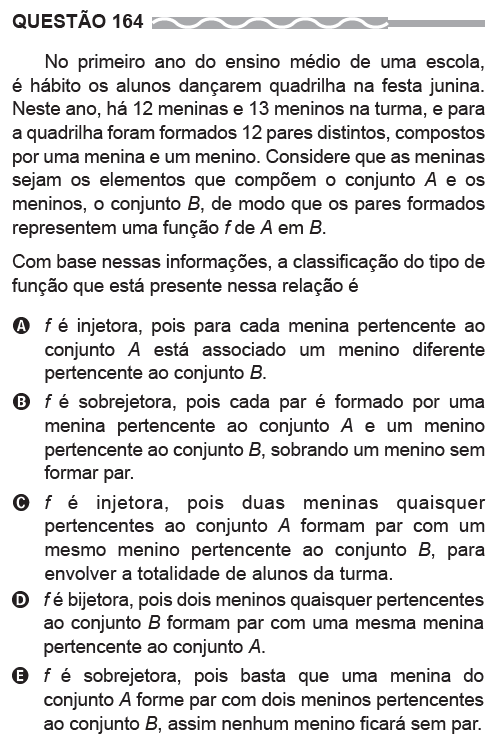 QUESTÃO 164
No primeiro ano do ensino médio de uma escola,
é hábito os alunos dançarem quadrilha na festa junina.
Neste ano, há 12 meninas e 13 meninos na turma, e para
a quadrilha foram formados 12 pares distintos, compostos
por uma menina e um menino. Considere que as meninas
sejam os elementos que compõem o conjunto A e os
meninos, o conjunto B, de modo que os pares formados
representem uma função f de A em B.
Com base nessas informações, a classificação do tipo de
função que está presente nessa relação é
A f é injetora, pois para cada menina pertencente ao
conjunto A está associado um menino diferente
pertencente ao conjunto B.
B f é sobrejetora, pois cada par é formado por uma
menina pertencente ao conjunto A e um menino
pertencente ao conjunto B, sobrando um menino sem
formar par.
C f é injetora, pois duas meninas quaisquer
pertencentes ao conjunto A formam par com um
mesmo menino pertencente ao conjunto B, para
envolver a totalidade de alunos da turma.
D f é bijetora, pois dois meninos quaisquer pertencentes
ao conjunto B formam par com uma mesma menina
pertencente ao conjunto A.
E f é sobrejetora, pois basta que uma menina do
conjunto A forme par com dois meninos pertencentes
ao conjunto B, assim nenhum menino ficará sem par.